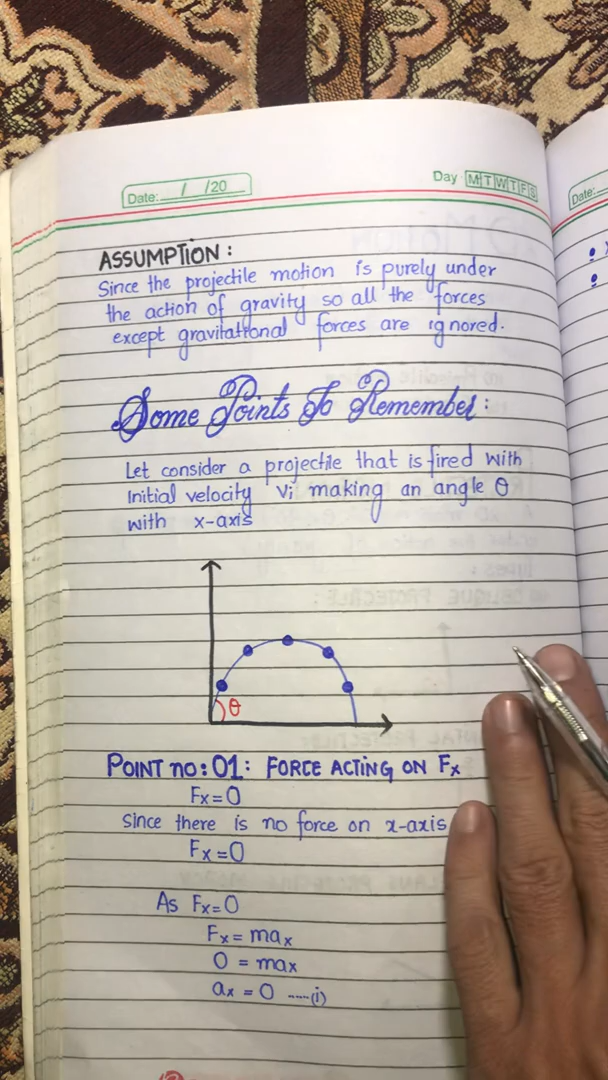 Date: / /20
Day: M T W T F S
Date:
ASSUMPTION:
Since the projectile motion is purely under
the action of gravity so all the forces
except gravitational forces are ignored.
Some Points To Remember:
Let consider a projectile that is fired with
Initial velocity Vi making an angle θ
with x-axis
θ
POINT no: 01: FORCE ACTING ON Fx
Fx=0
Since there is no force on x-axis
Fx=0
As Fx=0
Fx = max
0 = max
ax = 0 ----(i)